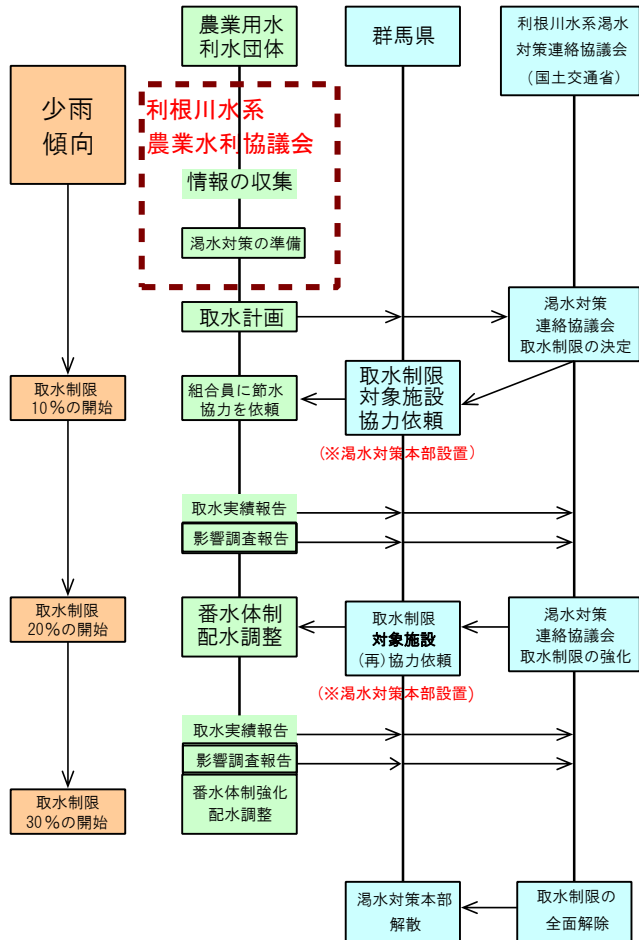 農業用水
利水団体
群馬県
利根川水系渇水
対策連絡協議会
(国土交通省)
少雨
傾向
利根川水系
農業水利協議会
情報の収集
渇水対策の準備
取水計画
渇水対策
連絡協議会
取水制限の決定
取水制限
10%の開始
組合員に節水
協力を依頼
取水制限
対象施設
協力依頼
(※渇水対策本部設置)
取水実績報告
影響調査報告
取水制限
20%の開始
番水体制
配水調整
取水制限
対象施設
(再)協力依頼
渇水対策
連絡協議会
取水制限の強化
(※渇水対策本部設置)
取水実績報告
影響調査報告
取水制限
30%の開始
番水体制強化
配水調整
渇水対策本部
解散
取水制限の
全面解除